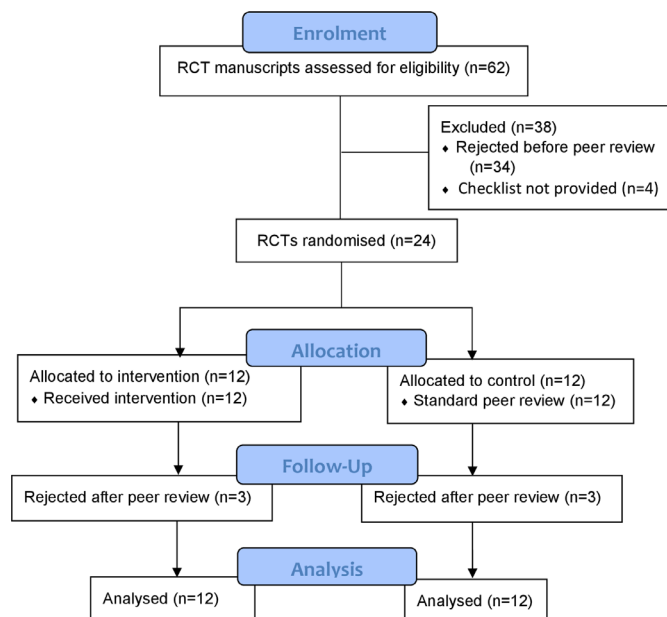 Enrolment
RCT manuscripts assessed for eligibility (n=62)
Excluded (n=38)
♦ Rejected before peer review
(n=34)
♦ Checklist not provided (n=4)
RCTs randomised (n=24)
Allocation
Allocated to intervention (n=12)
♦ Received intervention (n=12)
Allocated to control (n=12)
♦ Standard peer review (n=12)
Follow-Up
Rejected after peer review (n=3)
Rejected after peer review (n=3)
Analysis
Analysed (n=12)
Analysed (n=12)